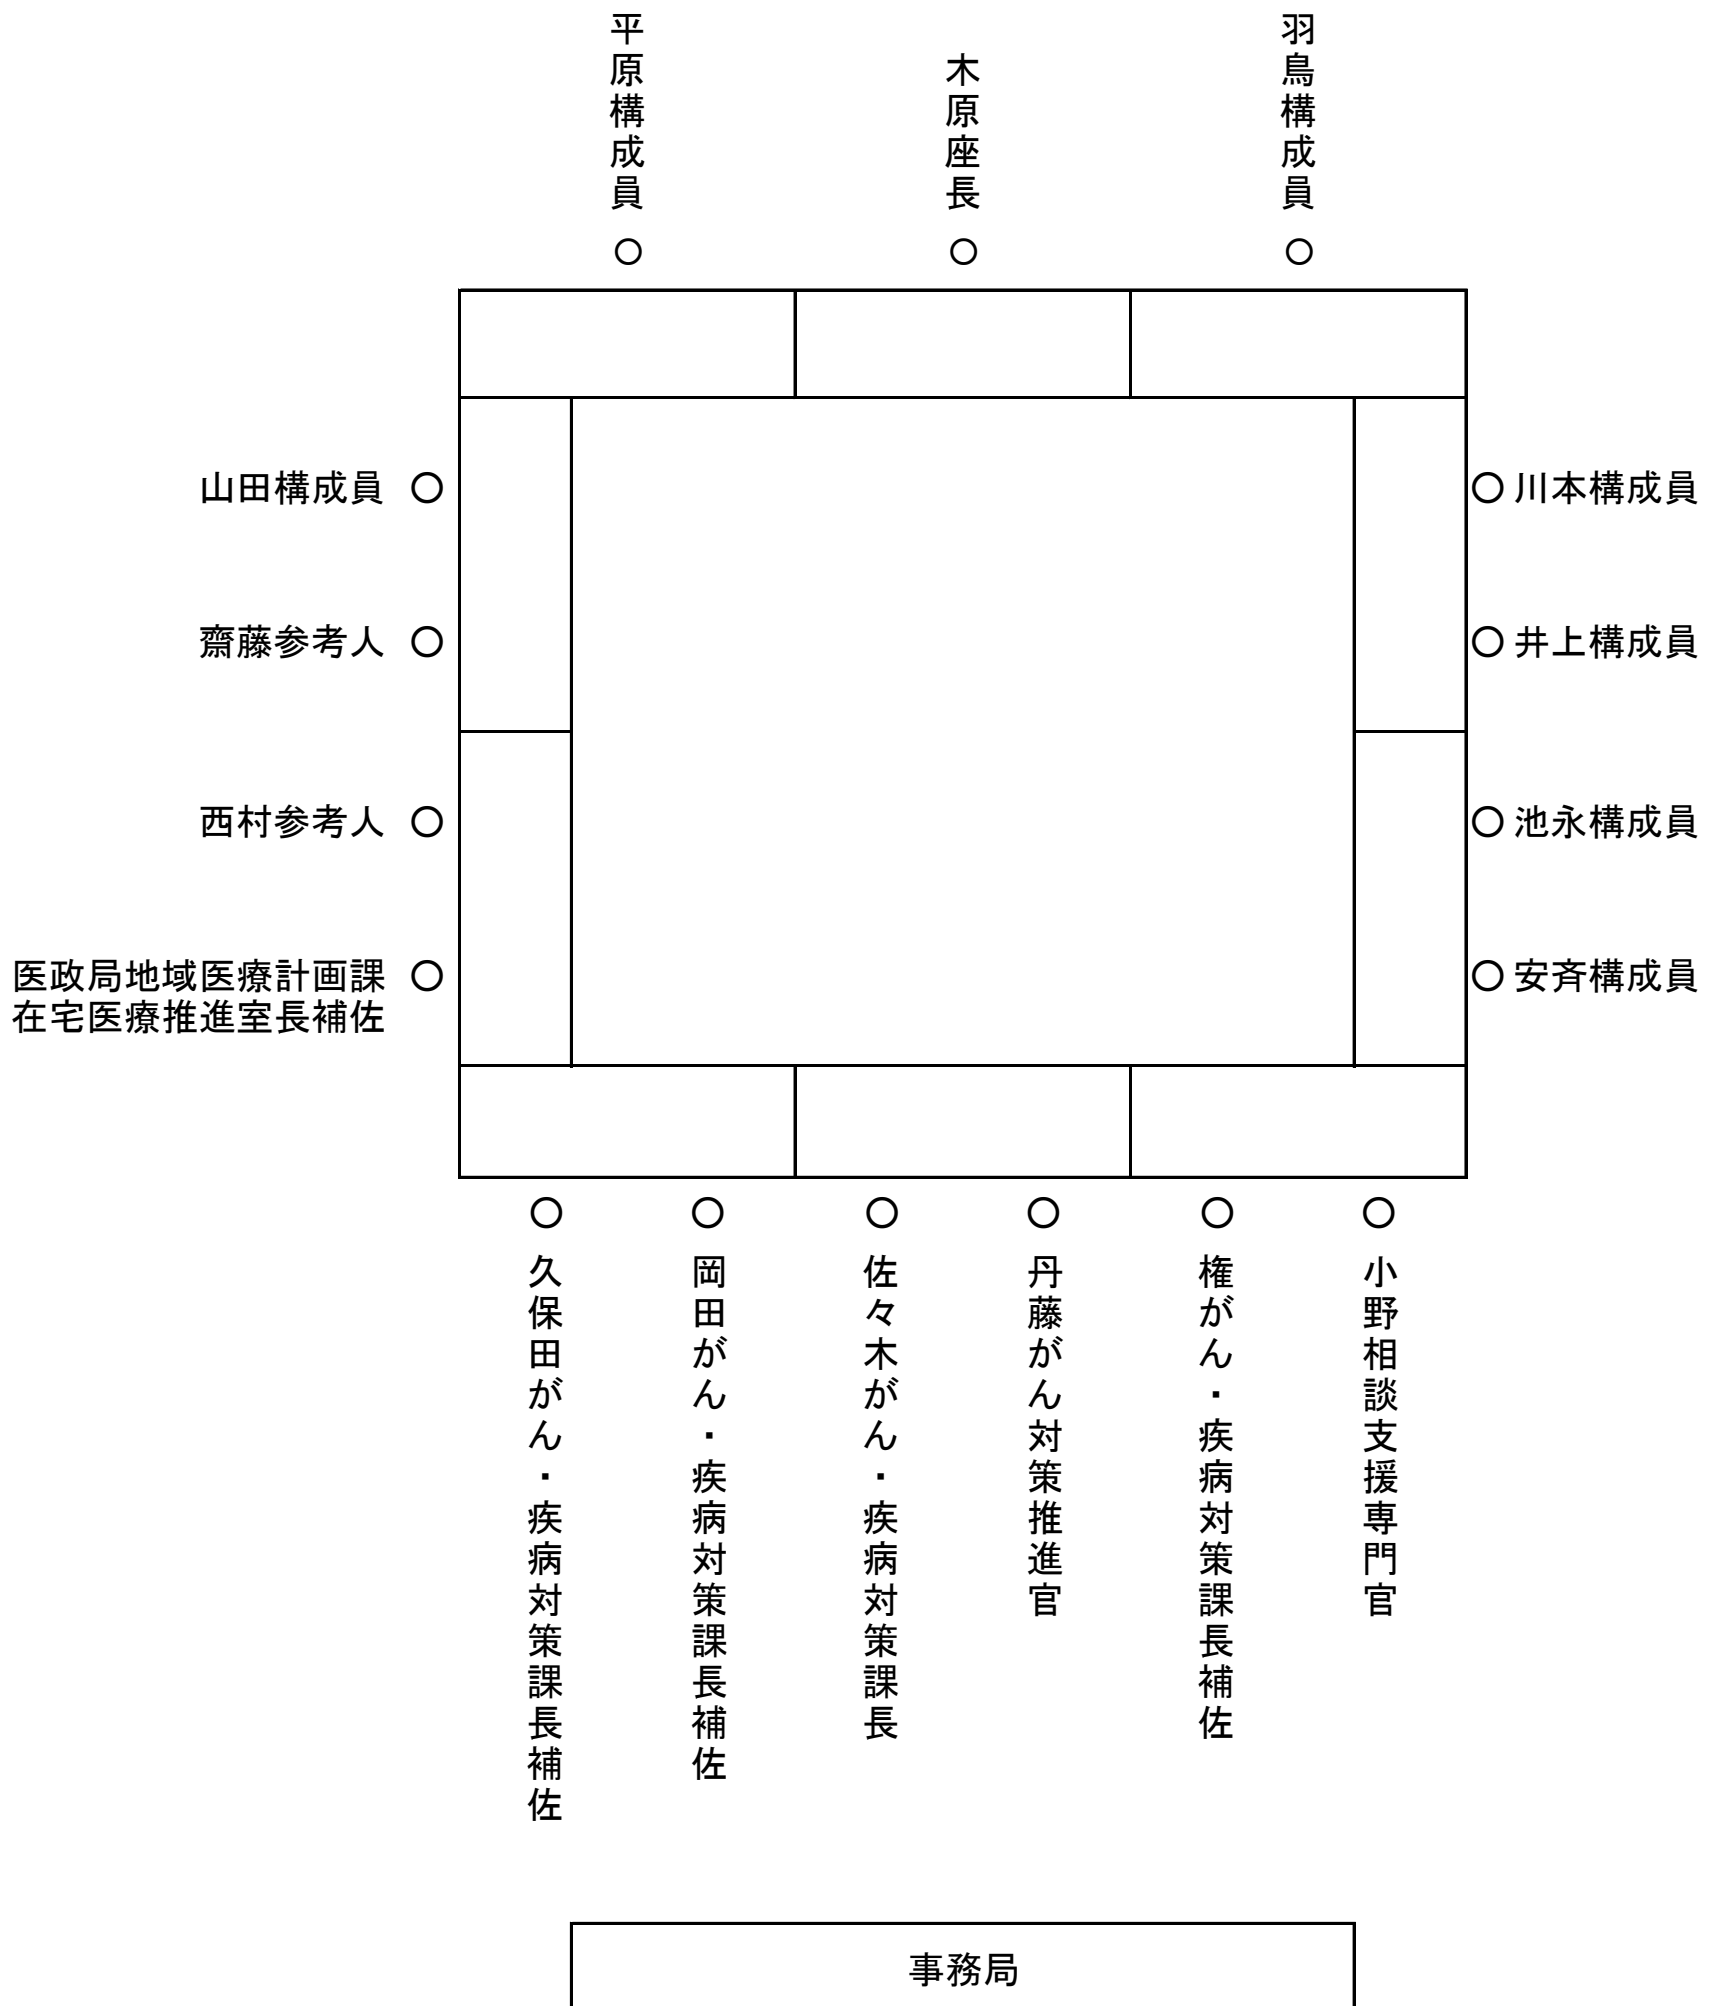 平原構成員
木原座長
羽鳥構成員
○
○
○
山田構成員 ○
○ 川本構成員
齋藤参考人 ○
○ 井上構成員
西村参考人 ○
○ 池永構成員
医政局地域医療計画課 ○
在宅医療推進室長補佐
○ 安斉構成員
○
○
○
○
○
○
久保田がん・疾病対策課長補佐
岡田がん・疾病対策課長補佐
佐々木がん・疾病対策課長
丹藤がん対策推進官
権がん・疾病対策課長補佐
小野相談支援専門官
事務局